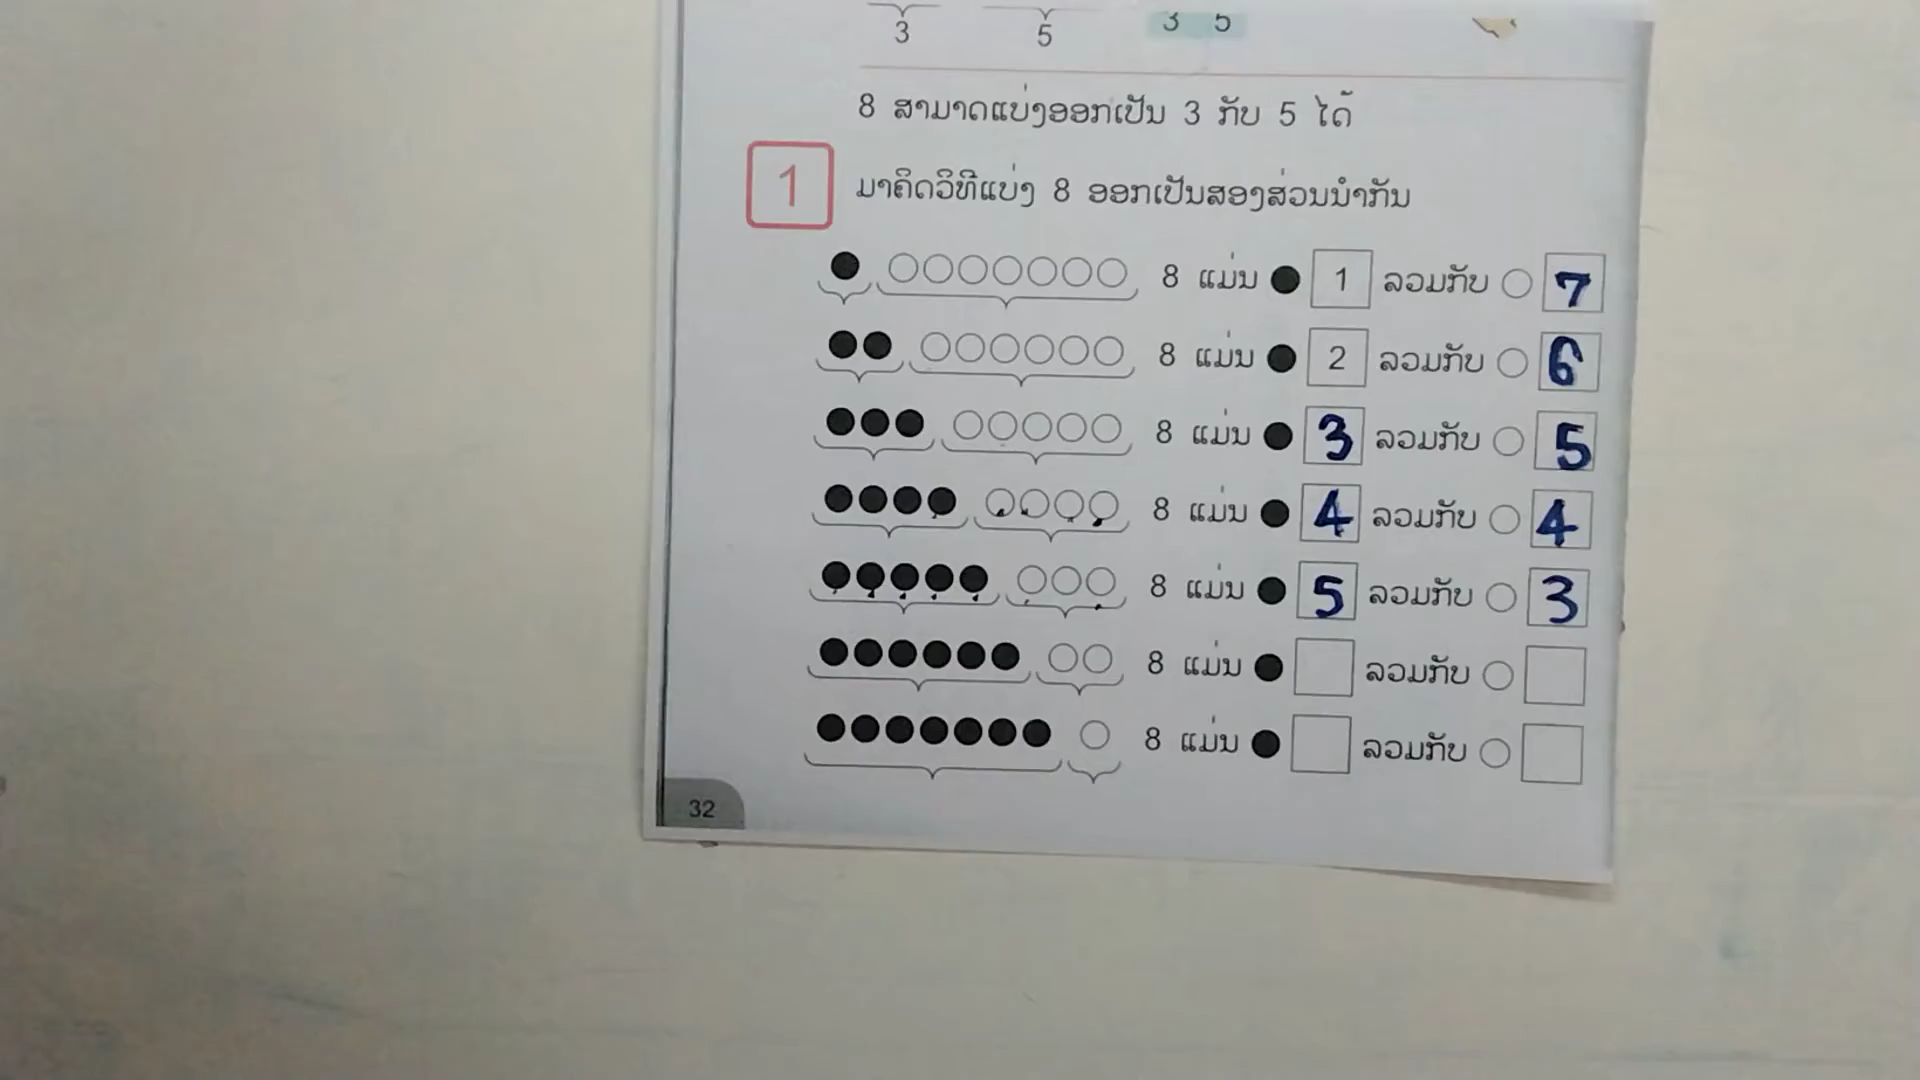 3 5 3 5
8 ສາມາດແບ່ງອອກເປັນ 3 ກັບ 5 ໄດ້
1 ມາຄິດວິທີແບ່ງ 8 ອອກເປັນສອງສ່ວນນໍາກັນ
8 ແມ່ນ 1 ລວມກັບ 7
8 ແມ່ນ 2 ລວມກັບ 6
8 ແມ່ນ 3 ລວມກັບ 5
8 ແມ່ນ 4 ລວມກັບ 4
8 ແມ່ນ 5 ລວມກັບ 3
8 ແມ່ນ ລວມກັບ
8 ແມ່ນ ລວມກັບ
32